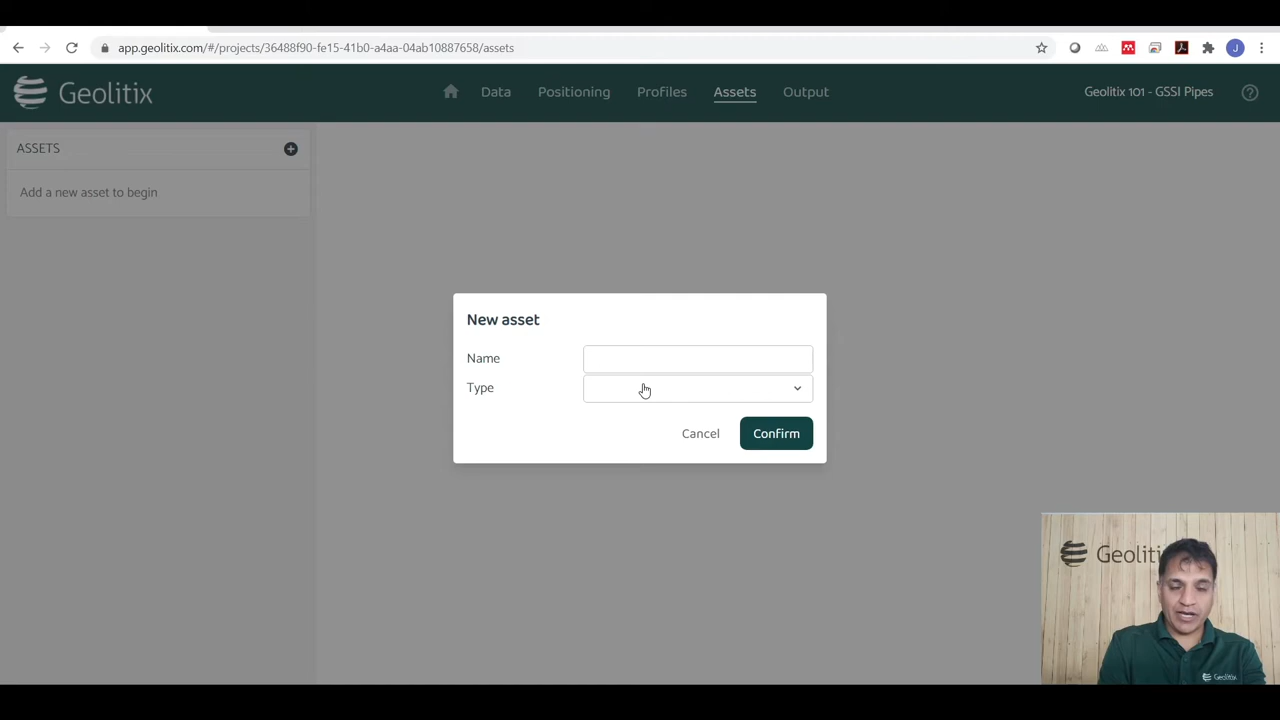 app.geolitix.com/#/projects/36488f90-fe15-41b0-a4aa-04ab10887658/assets
J
Geolitix
Data
Positioning
Profiles
Assets
Output
Geolitix 101 - GSSI Pipes
ASSETS
Add a new asset to begin
New asset
Name
Type
Cancel
Confirm
Geoliti
Geolitix